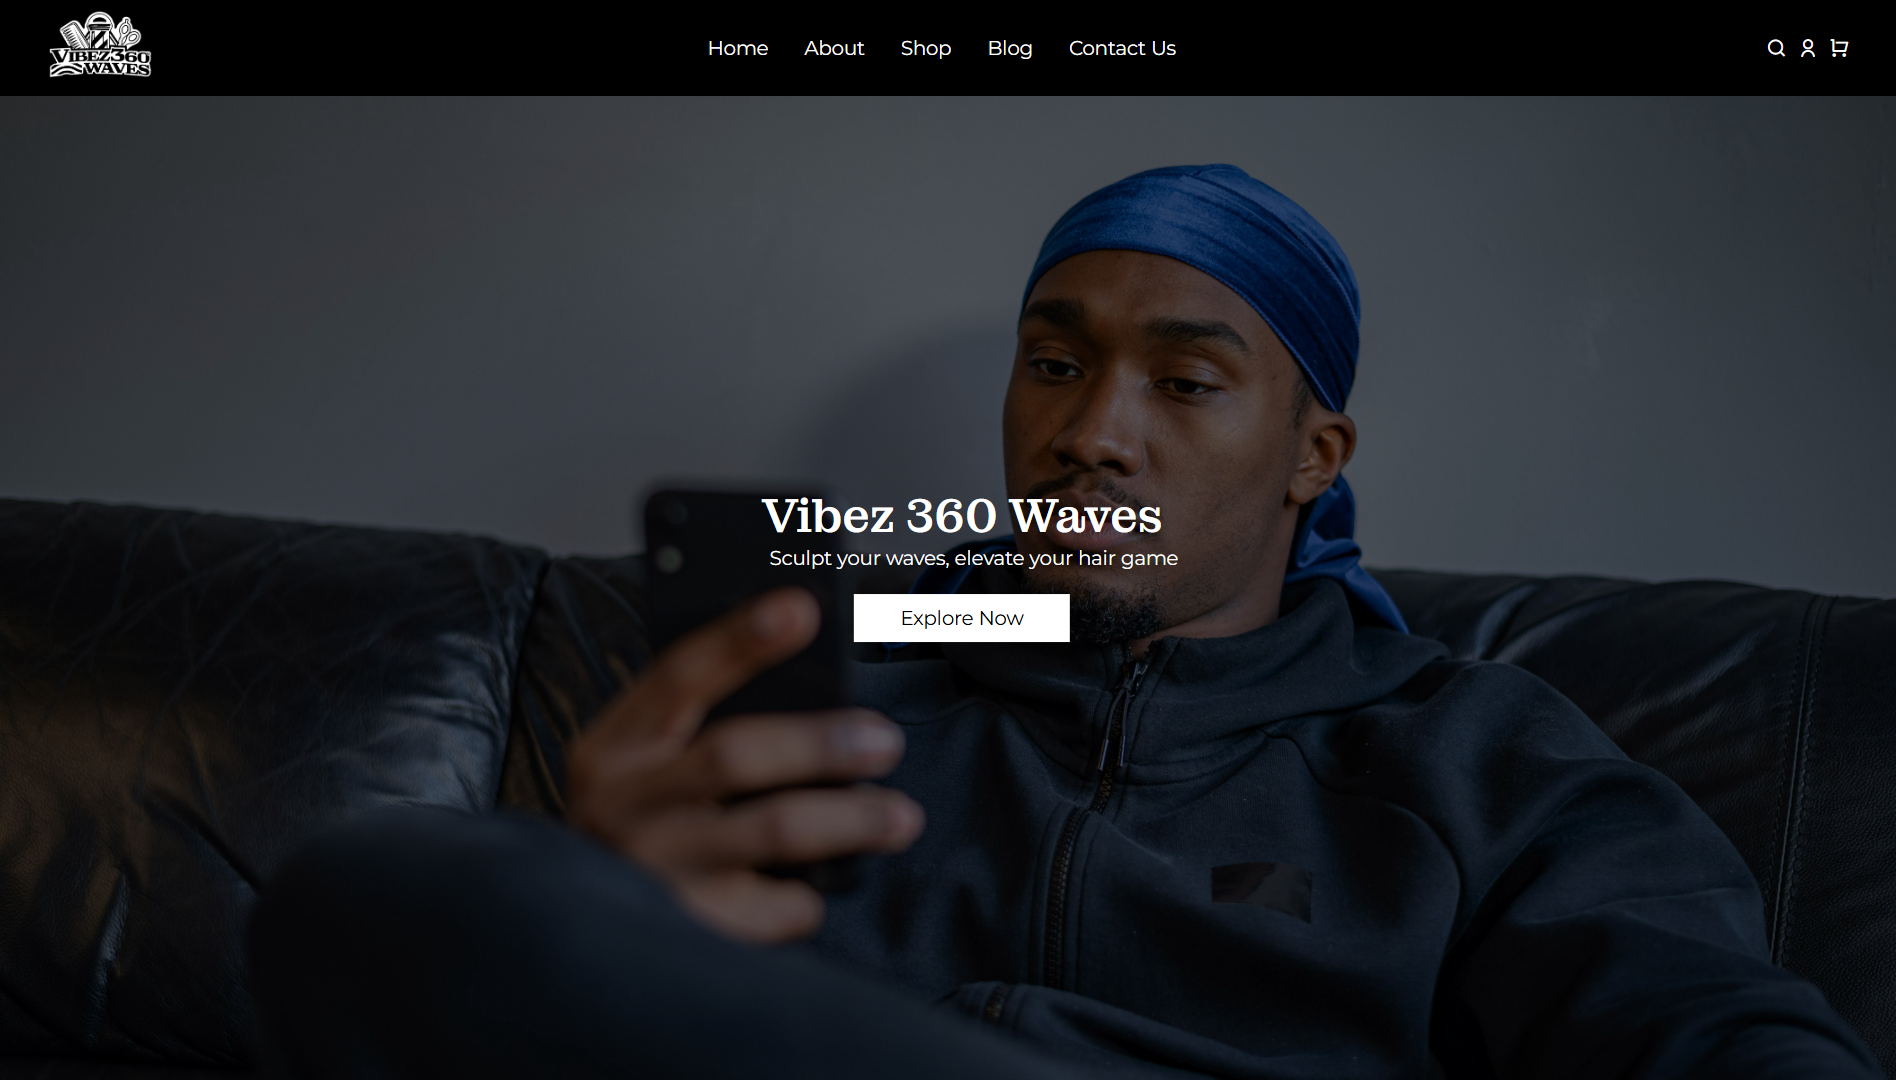 VIBEZ360
WAVES
Home About Shop Blog Contact Us
Vibez 360 Waves
Sculpt your waves, elevate your hair game
Explore Now